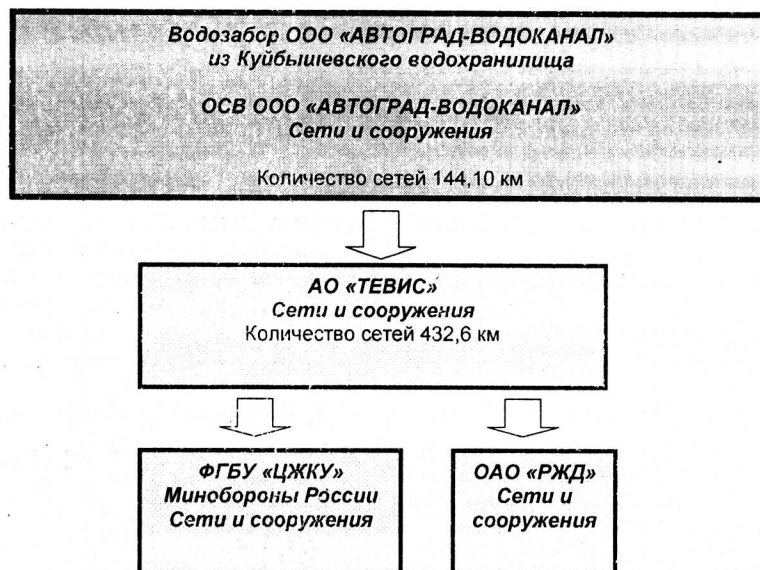 Водозабор ООО «АВТОГРАД-ВОДОКАНАЛ»
из Куйбышевского водохранилища
ОСВ ООО «АВТОГРАД-ВОДОКАНАЛ»
Сети и сооружения
Количество сетей 144,10 км
АО «ТЕВИС»
Сети и сооружения
Количество сетей 432,6 км
ФГБУ «ЦЖКУ»
Минобороны России
Сети и сооружения
ОАО «РЖД»
Сети и
сооружения